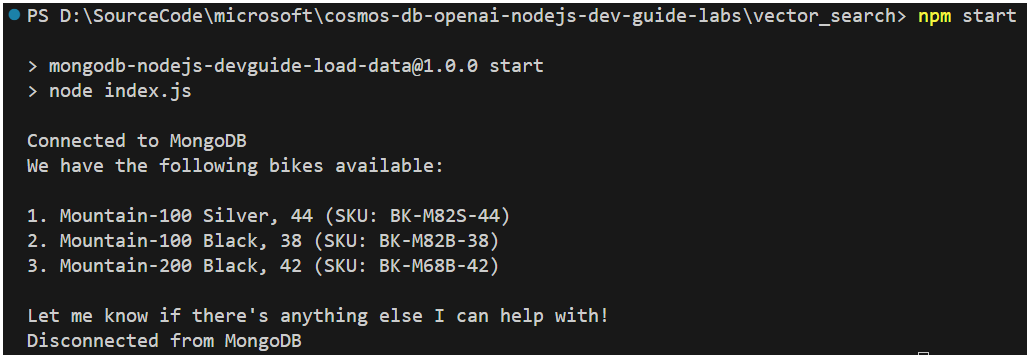 PS D:\SourceCode\microsoft\cosmos-db-openai-nodejs-dev-guide-labs\vector_search> npm start
> mongodb-nodejs-devguide-load-data@1.0.0 start
> node index.js
Connected to MongoDB
We have the following bikes available:
1. Mountain-100 Silver, 44 (SKU: BK-M82S-44)
2. Mountain-100 Black, 38 (SKU: BK-M82B-38)
3. Mountain-200 Black, 42 (SKU: BK-M68B-42)
Let me know if there's anything else I can help with!
Disconnected from MongoDB